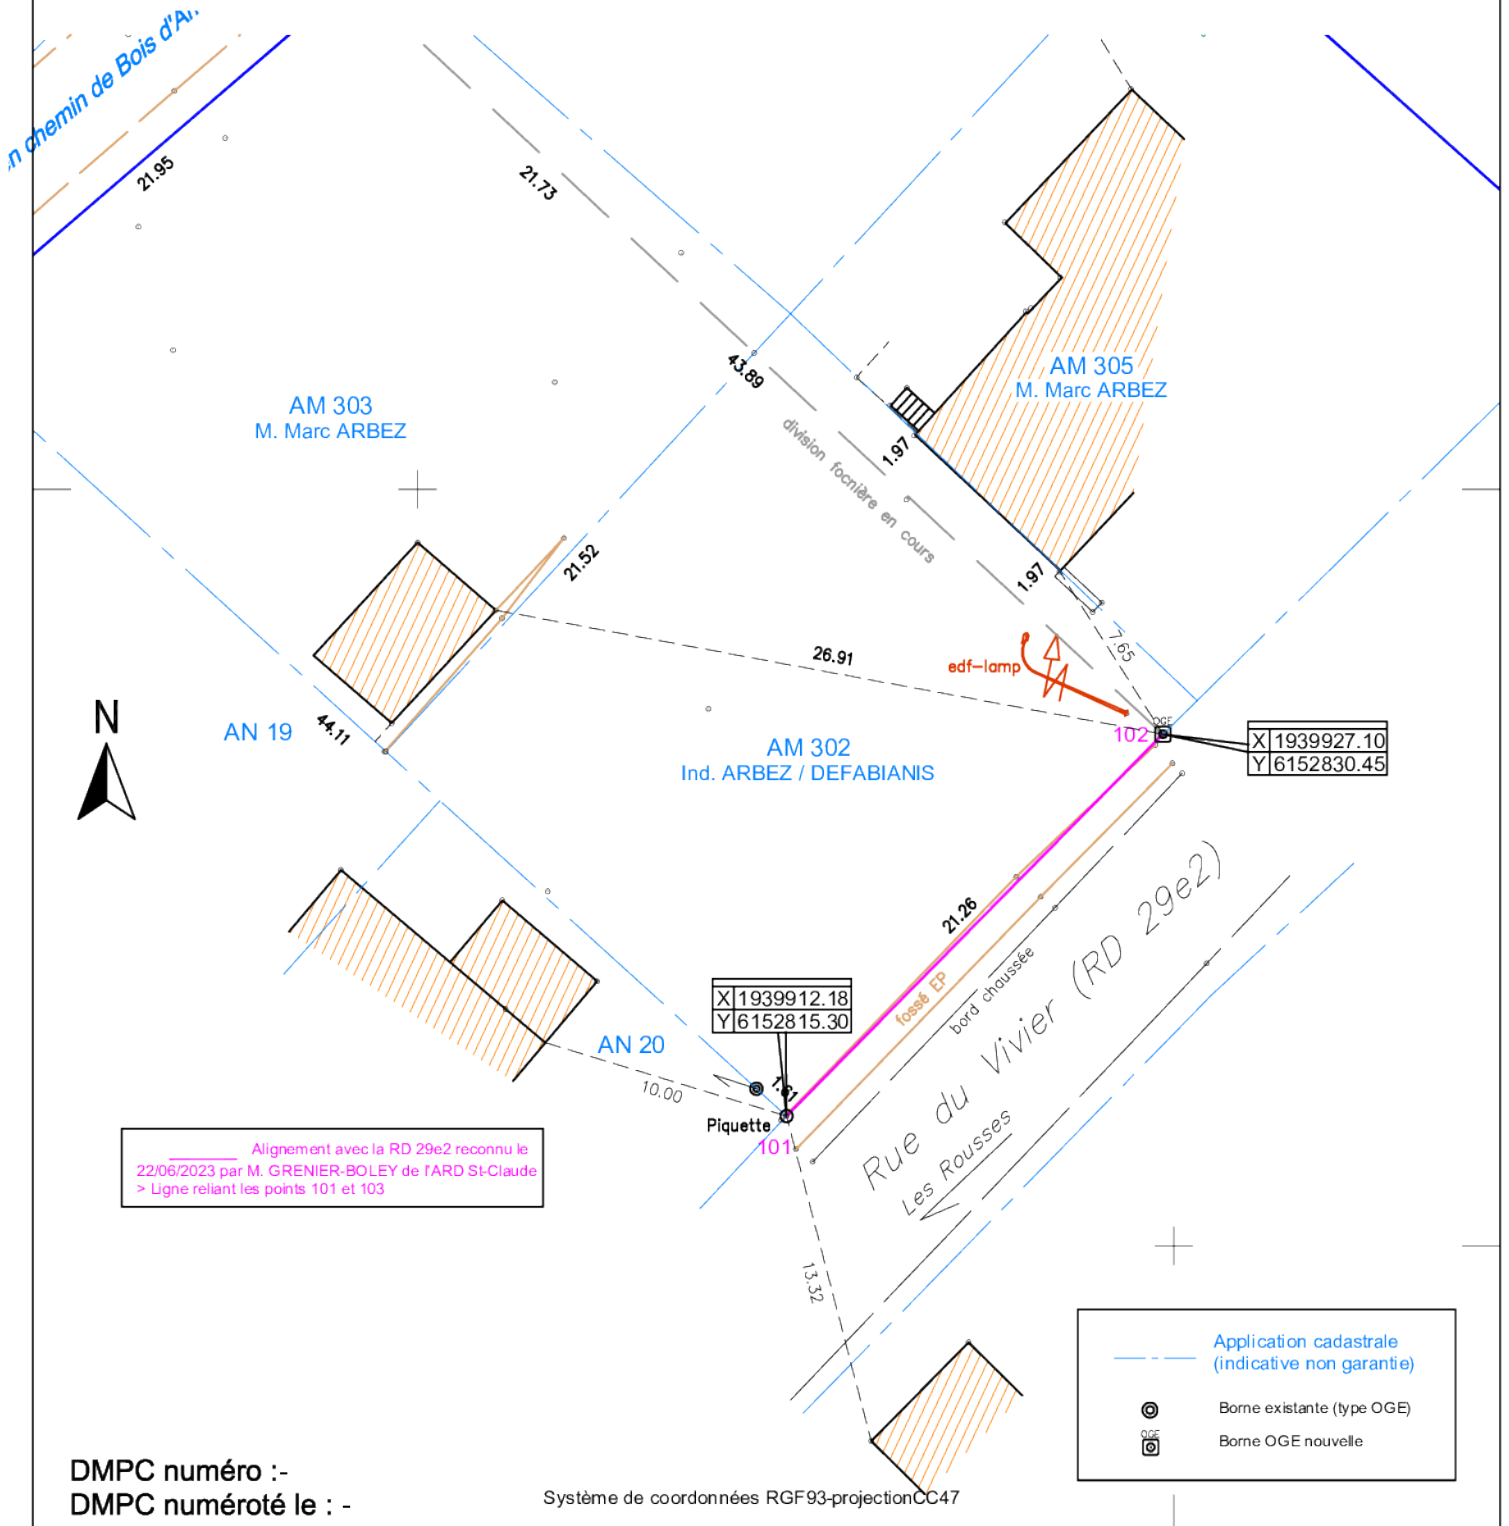 chemin de Bois d'A
21.95
21.73
43.89
AM 305
M. Marc ARBEZ
AM 303
M. Marc ARBEZ
division focnière en cours
1.97
1.97
21.52
7.65
26.91
edf-lamp
OGE
102
X 1939927.10
Y 6152830.45
N
AN 19
44.11
AM 302
Ind. ARBEZ / DEFABIANIS
21.26
fossé EP
bord chaussée
Rue du Vivier (RD 29e2)
Les Rousses
X 1939912.18
Y 6152815.30
AN 20
10.00
1.61
Piquette
101
13.32
Alignement avec la RD 29e2 reconnu le
22/06/2023 par M. GRENIER-BOLEY de l'ARD St-Claude
> Ligne reliant les points 101 et 103
Application cadastrale
(indicative non garantie)
Borne existante (type OGE)
OGE
Borne OGE nouvelle
DMPC numéro :-
DMPC numéroté le : -
Système de coordonnées RGF93-projectionCC47